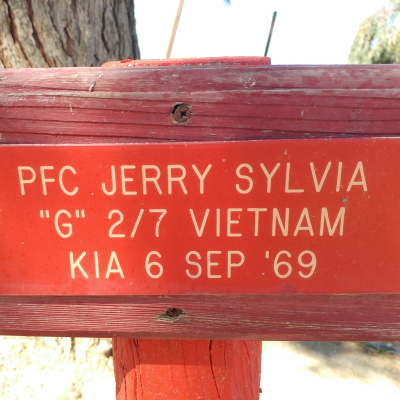 PFC JERRY SYLVIA
"G" 2/7 VIETNAM
KIA 6 SEP '69